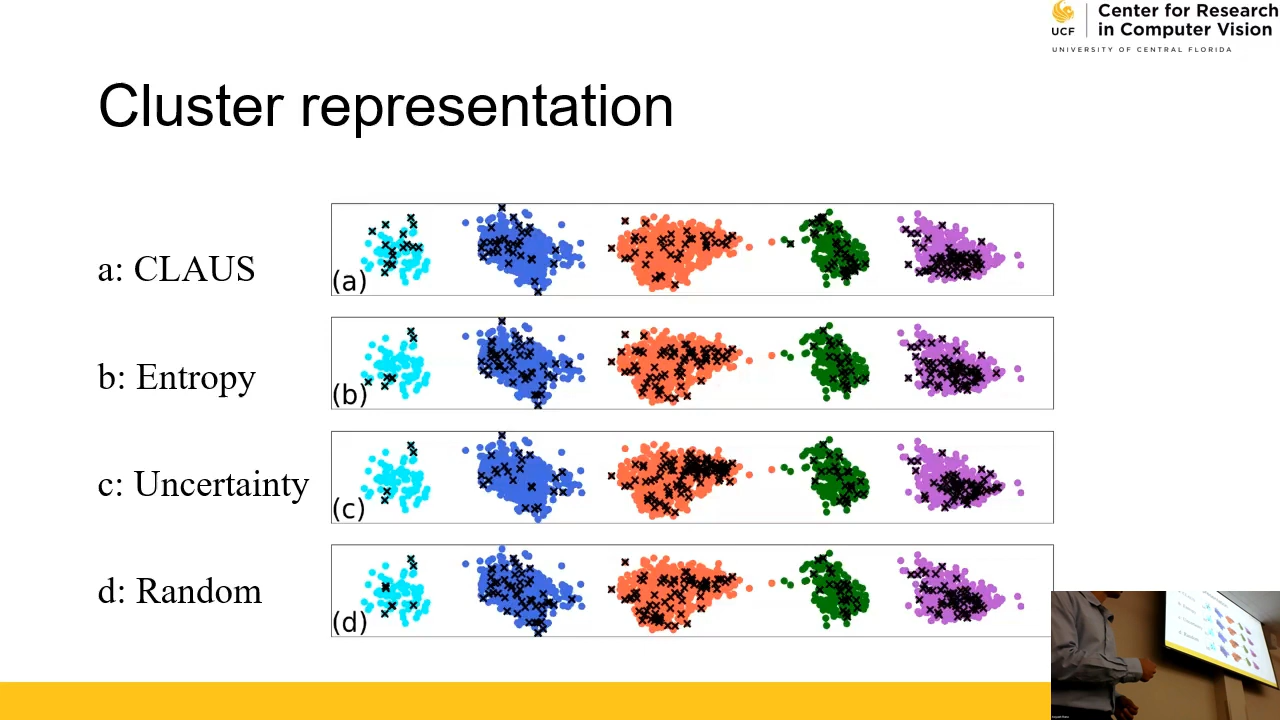 Center for Research
in Computer Vision
UCF
UNIVERSITY OF CENTRAL FLORIDA
Cluster representation
a: CLAUS
(a)
b: Entropy
(b)
c: Uncertainty
(c)
d: Random
(d)